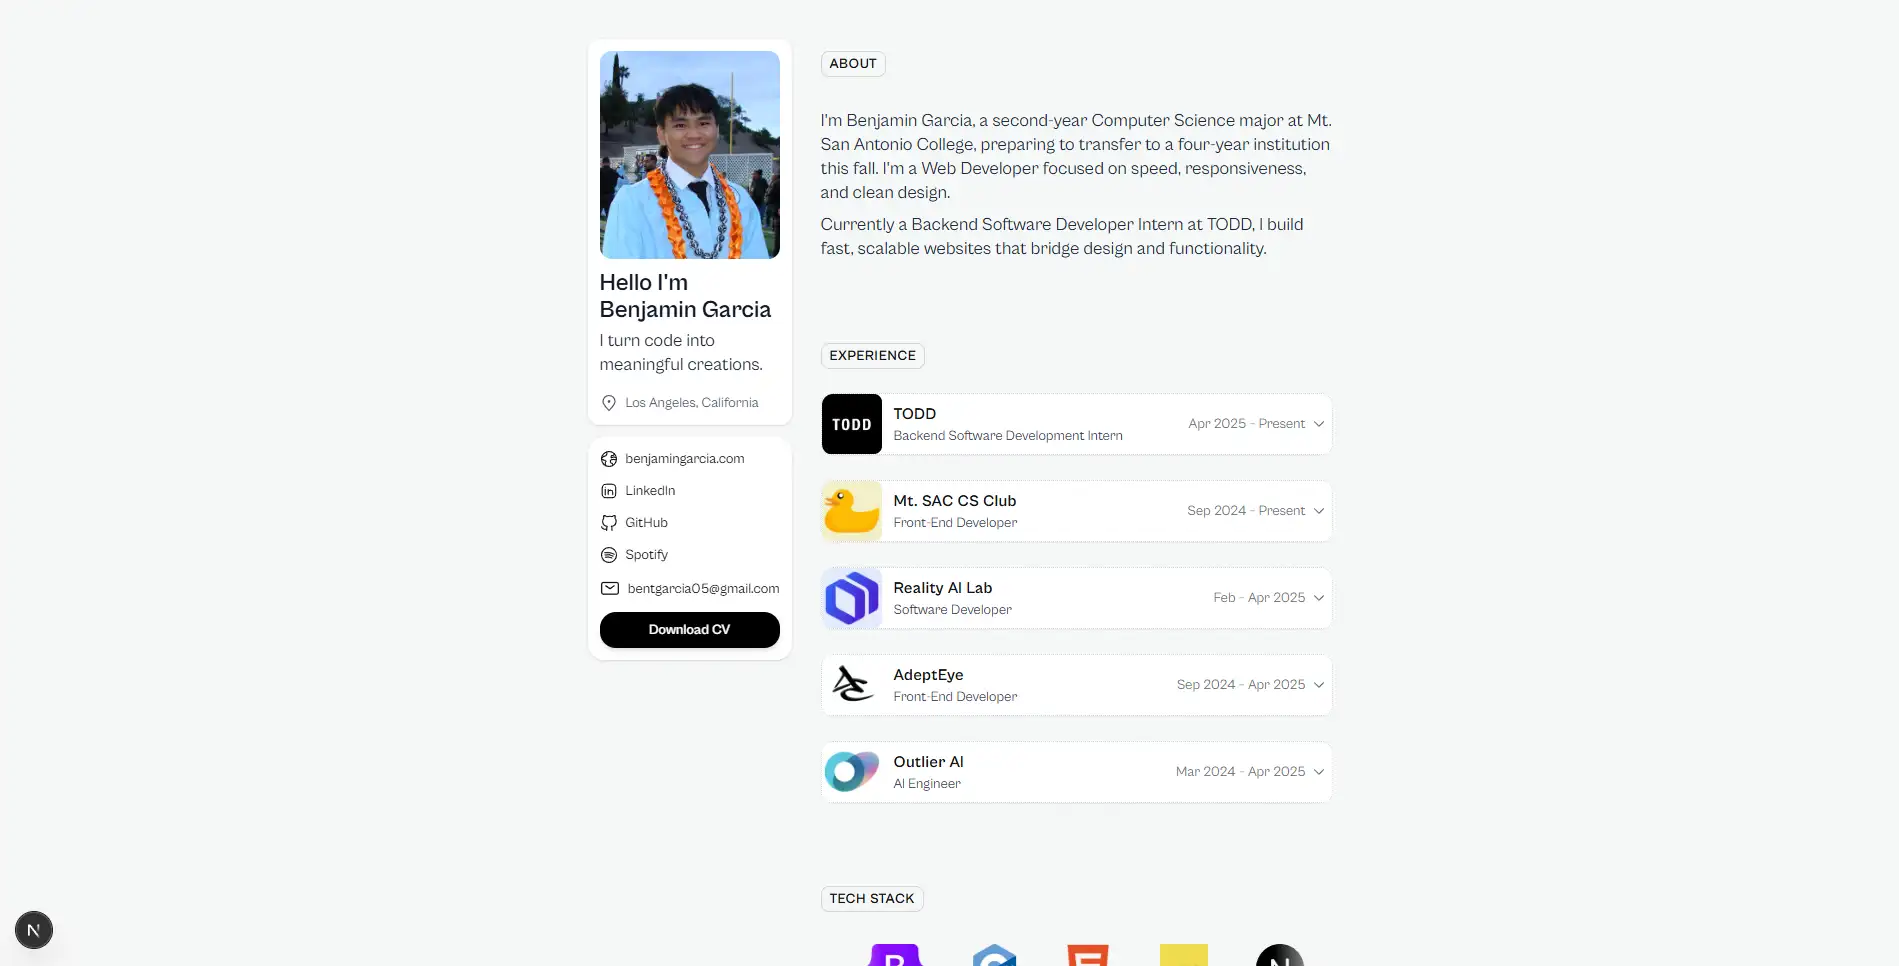 Hello I'm
Benjamin Garcia
I turn code into
meaningful creations.
Los Angeles, California
benjamingarcia.com
LinkedIn
GitHub
Spotify
bentgarcia05@gmail.com
Download CV
ABOUT
I'm Benjamin Garcia, a second-year Computer Science major at Mt.
San Antonio College, preparing to transfer to a four-year institution
this fall. I'm a Web Developer focused on speed, responsiveness,
and clean design.
Currently a Backend Software Developer Intern at TODD, I build
fast, scalable websites that bridge design and functionality.
EXPERIENCE
TODD
TODD
Backend Software Development Intern
Apr 2025 - Present
Mt. SAC CS Club
Front-End Developer
Sep 2024 - Present
Reality AI Lab
Software Developer
Feb - Apr 2025
AdeptEye
Front-End Developer
Sep 2024 - Apr 2025
Outlier AI
AI Engineer
Mar 2024 - Apr 2025
TECH STACK
N